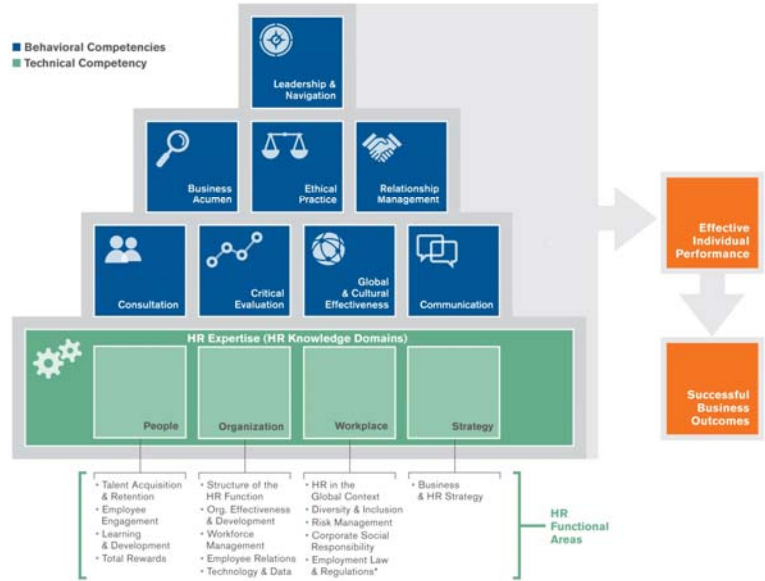 Behavioral Competencies
Technical Competency
Leadership &
Navigation
Business
Acumen
Ethical
Practice
Relationship
Management
Consultation
Critical
Evaluation
Global
& Cultural
Effectiveness
Communication
Effective
Individual
Performance
Successful
Business
Outcomes
HR Expertise (HR Knowledge Domains)
People
Organization
Workplace
Strategy
• Talent Acquisition
& Retention
• Employee
Engagement
• Learning
& Development
• Total Rewards
• Structure of the
HR Function
• Org. Effectiveness
& Development
• Workforce
Management
• Employee Relations
• Technology & Data
• HR in the
Global Context
• Diversity & Inclusion
• Risk Management
• Corporate Social
Responsibility
• Employment Law
& Regulations*
• Business
& HR Strategy
HR
Functional
Areas